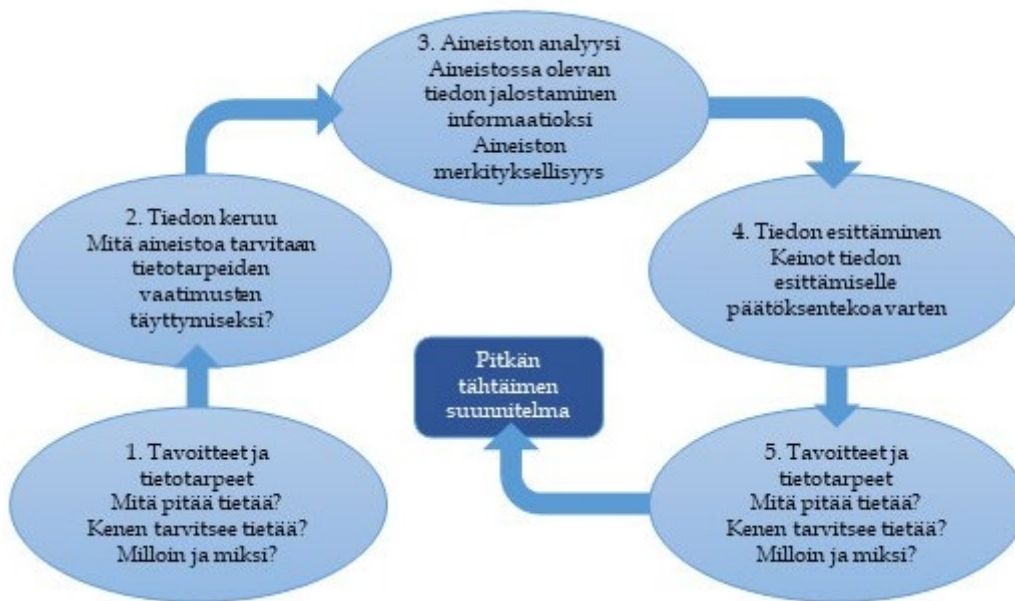 1. Tavoitteet ja
tietotarpeet
Mitä pitää tietää?
Kenen tarvitsee tietää?
Milloin ja miksi?
2. Tiedon keruu
Mitä aineistoa tarvitaan
tietotarpeiden
vaatimusten
täyttymiseksi?
3. Aineiston analyysi
Aineistossa olevan
tiedon jalostaminen
informaatioksi
Aineiston
merkityksellisyys
4. Tiedon esittäminen
Keinot tiedon
esittämiselle
päätöksentekoa varten
5. Tavoitteet ja
tietotarpeet
Mitä pitää tietää?
Kenen tarvitsee tietää?
Milloin ja miksi?
Pitkän
tähtäimen
suunnitelma